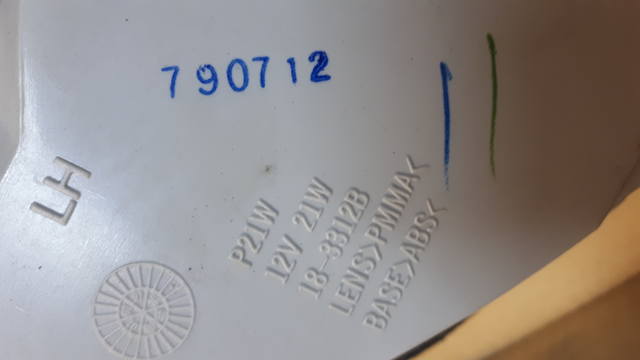 790712
LH
P21W
12V 21W
18-3312B
LENS>PMMA<
BASE>ABS<